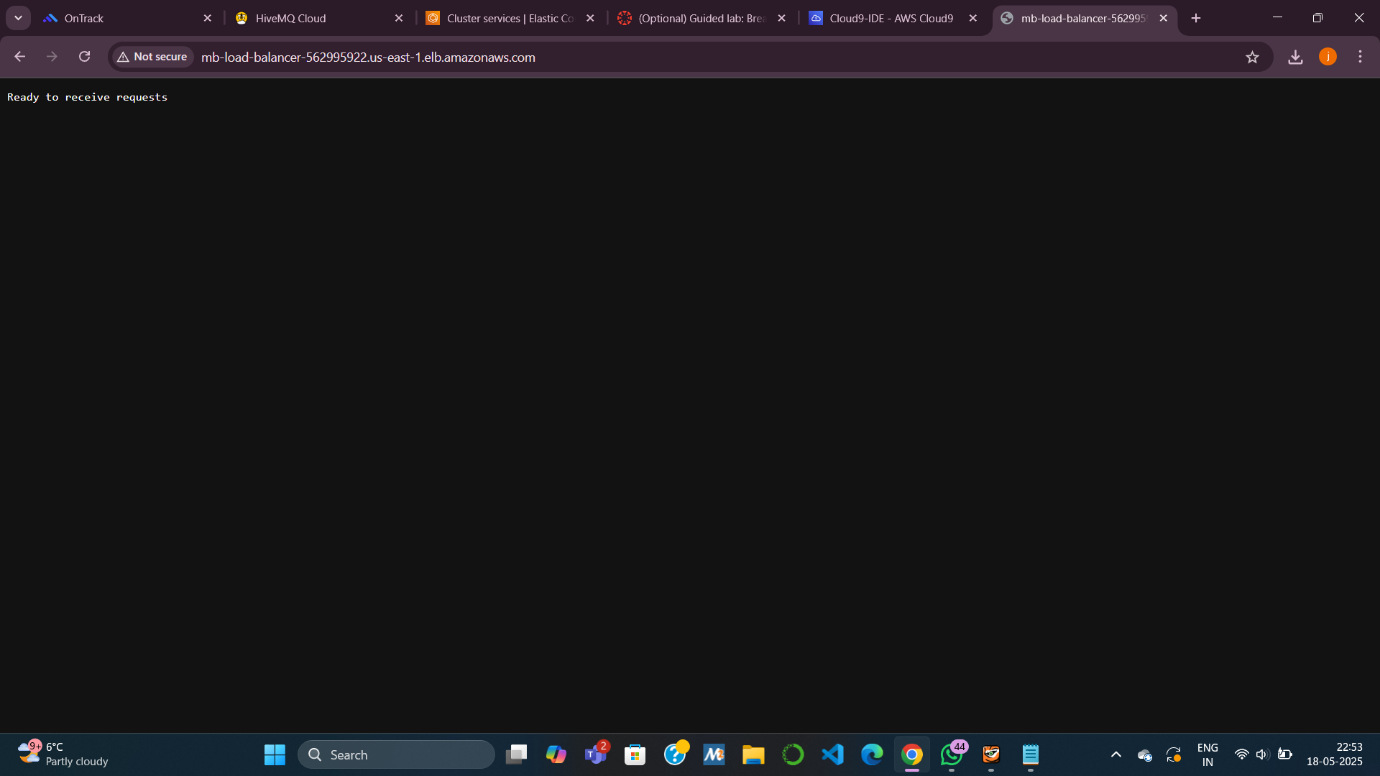 OnTrack
HiveMQ Cloud
Cluster services | Elastic Co
(Optional) Guided lab: Brea
Cloud9-IDE - AWS Cloud9
mb-load-balancer-562995
Not secure
mb-load-balancer-562995922.us-east-1.elb.amazonaws.com
j
Ready to receive requests
9+
6°C
Partly cloudy
Search
2
44
ENG
IN
22:53
18-05-2025